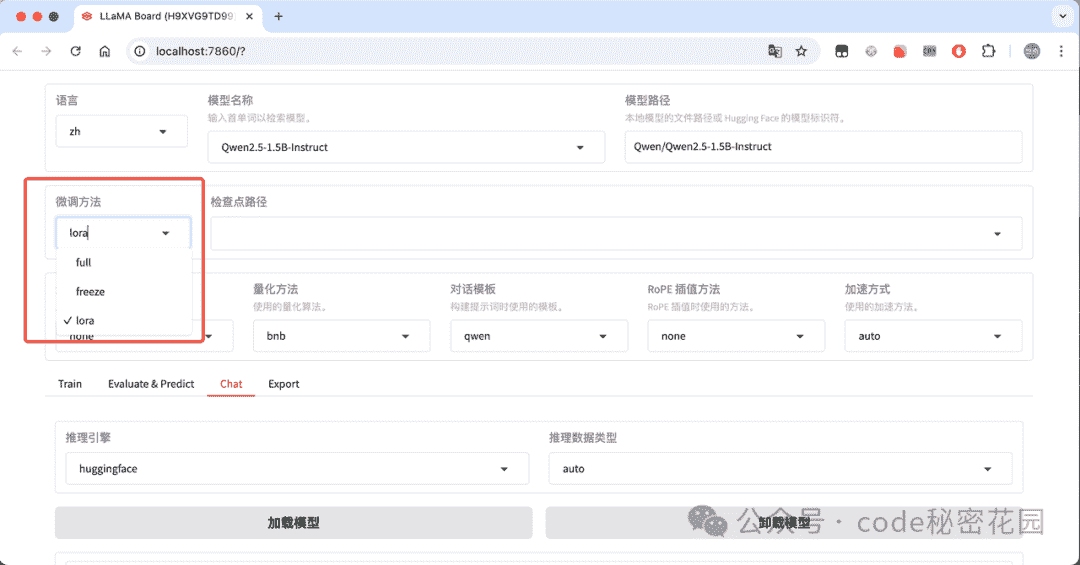 LLaMA Board (H9XVG9TD99
localhost:7860/?
语言
模型名称
模型路径
输入首单词以检索模型。
本地模型的文件路径或 Hugging Face 的模型标识符。
zh
Qwen2.5-1.5B-Instruct
Qwen/Qwen2.5-1.5B-Instruct
微调方法
检查点路径
lora
full
freeze
✓ lora
量化方法
对话模板
RoPE 插值方法
加速方式
使用的量化算法。
构建提示词时使用的模板。
RoPE 插值时使用的方法。
使用的加速方法。
none
bnb
qwen
none
auto
Train
Evaluate & Predict
Chat
Export
推理引擎
推理数据类型
huggingface
auto
加载模型
卸载模型
公众号 · code秘密花园